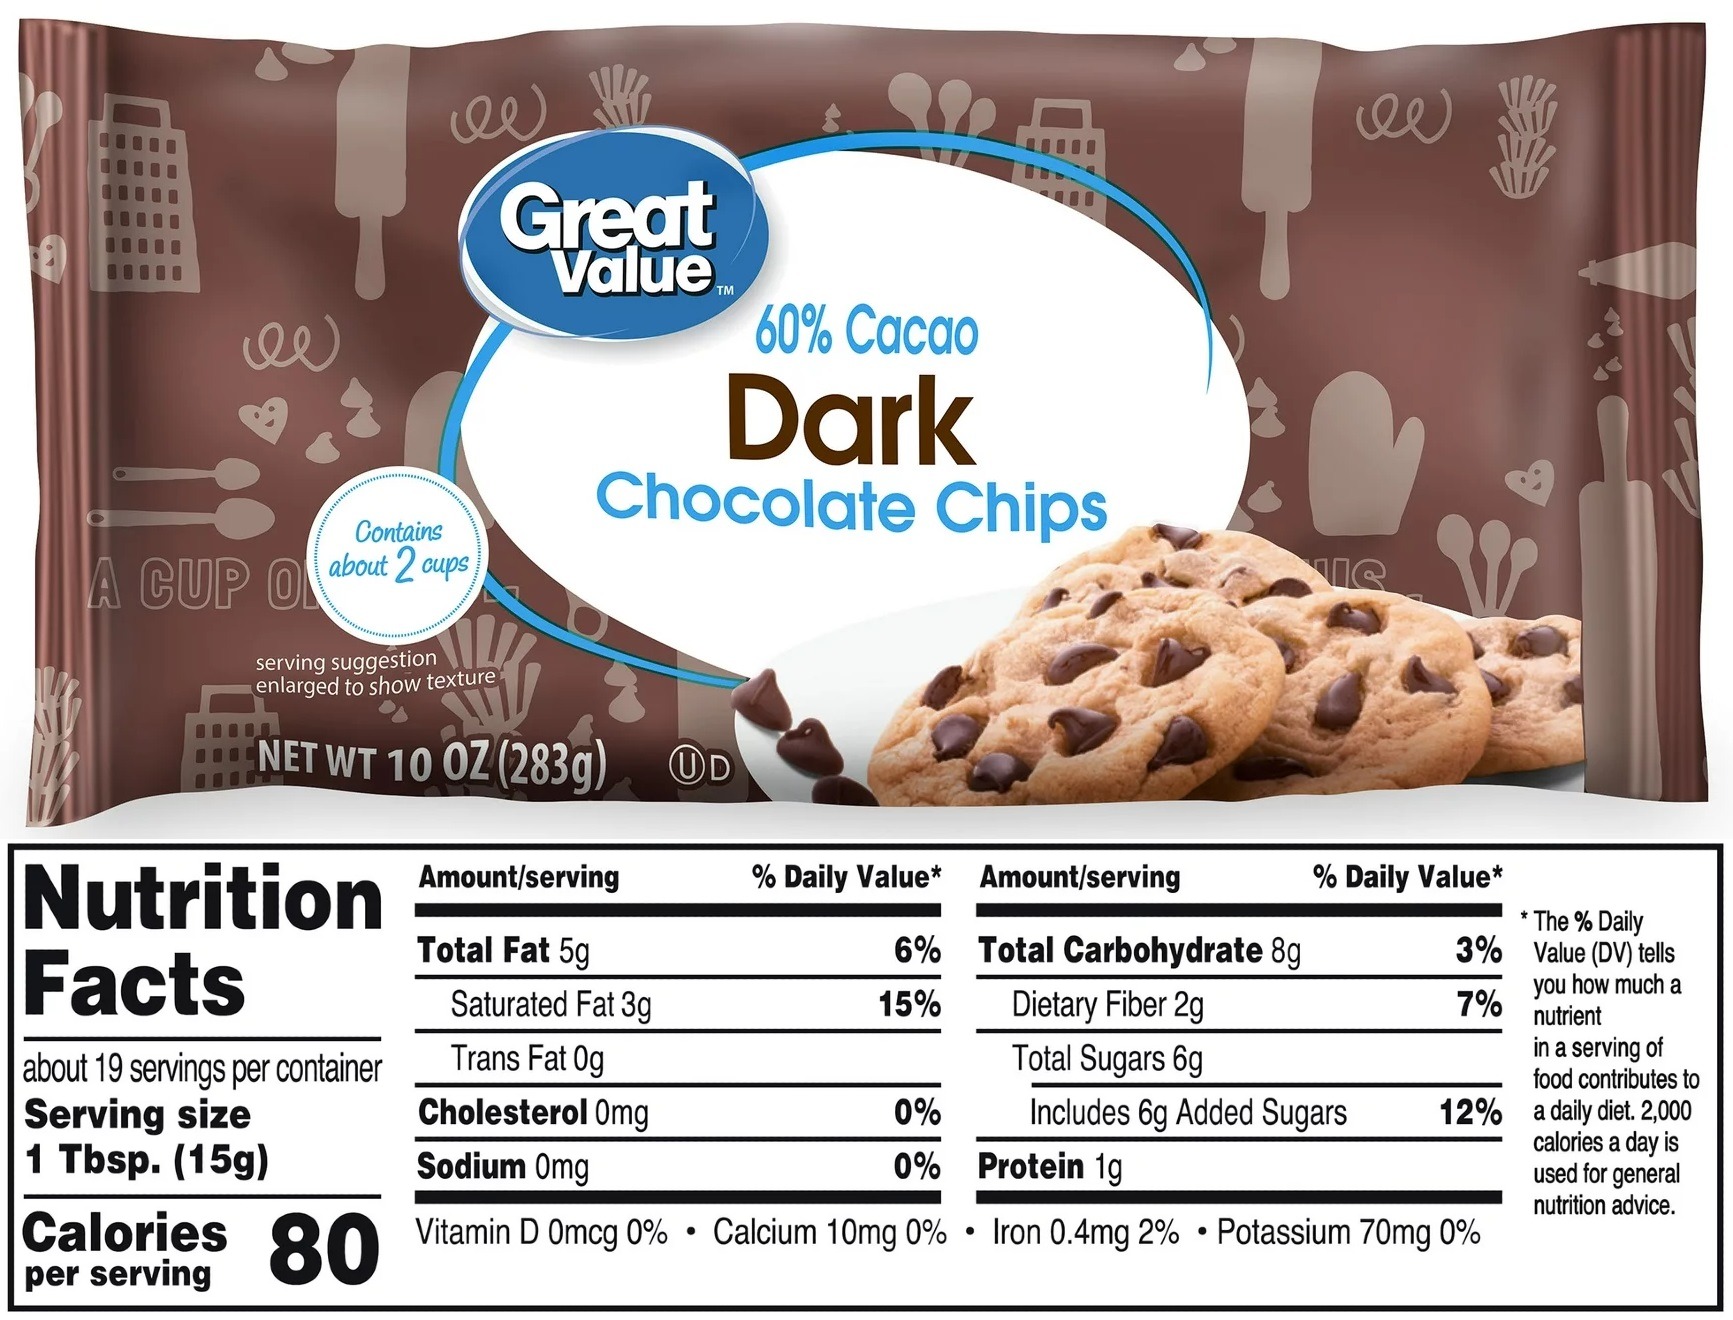 Great
Value™
60% Cacao
Dark
Chocolate Chips
Contains
about 2 cups
A CUP O
serving suggestion
enlarged to show texture
NET WT 10 OZ (283g)
U D
Nutrition
Facts
about 19 servings per container
Serving size
1 Tbsp. (15g)
Calories
per serving
80
Amount/serving % Daily Value*
Total Fat 5g 6%
Saturated Fat 3g 15%
Trans Fat 0g
Cholesterol 0mg 0%
Sodium 0mg 0%
Amount/serving % Daily Value*
Total Carbohydrate 8g 3%
Dietary Fiber 2g 7%
Total Sugars 6g
Includes 6g Added Sugars 12%
Protein 1g
Vitamin D 0mcg 0% • Calcium 10mg 0% • Iron 0.4mg 2% • Potassium 70mg 0%
* The % Daily
Value (DV) tells
you how much a
nutrient
in a serving of
food contributes to
a daily diet. 2,000
calories a day is
used for general
nutrition advice.